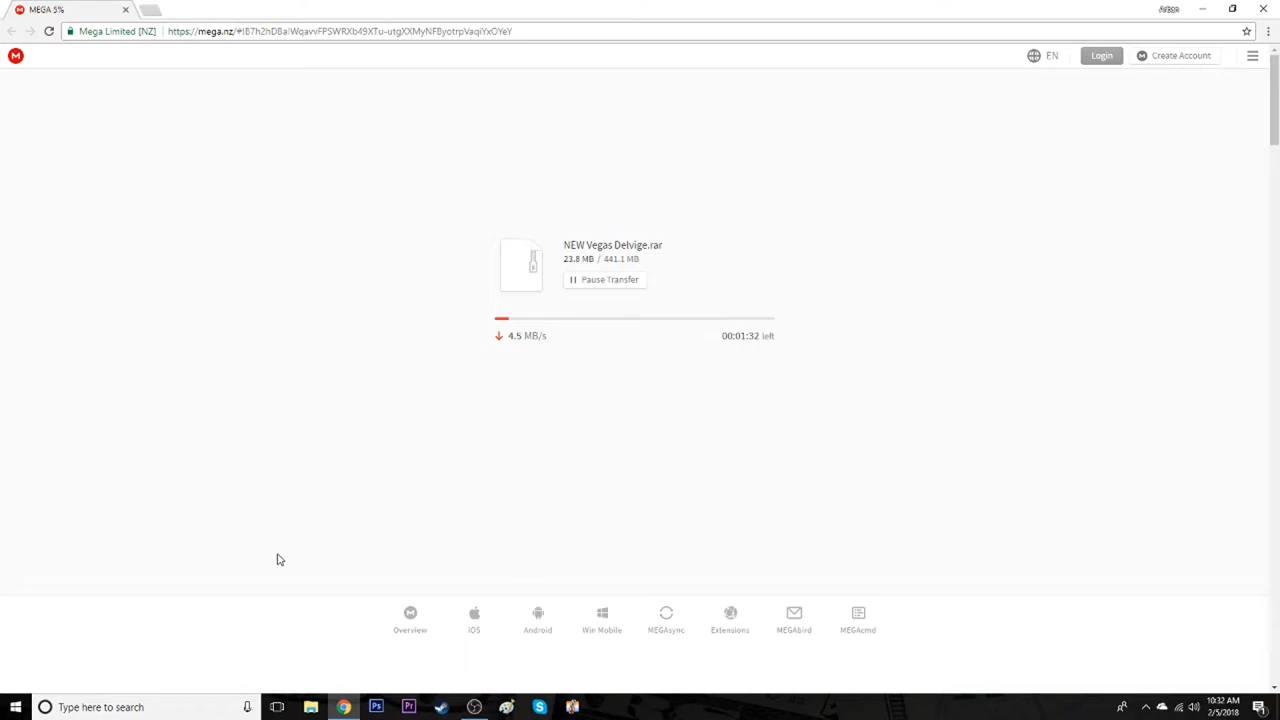 MEGA 5%
Mega Limited [NZ]
EN
Login
Create Account
NEW Vegas Delvige.rar
23.8 MB / 441.1 MB
Pause Transfer
4.5 MB/s
00:01:32 left
Overview
iOS
Android
Win Mobile
MEGAsync
Extensions
MEGAbird
MEGAcmd
Type here to search
10:32 AM
2/5/2018